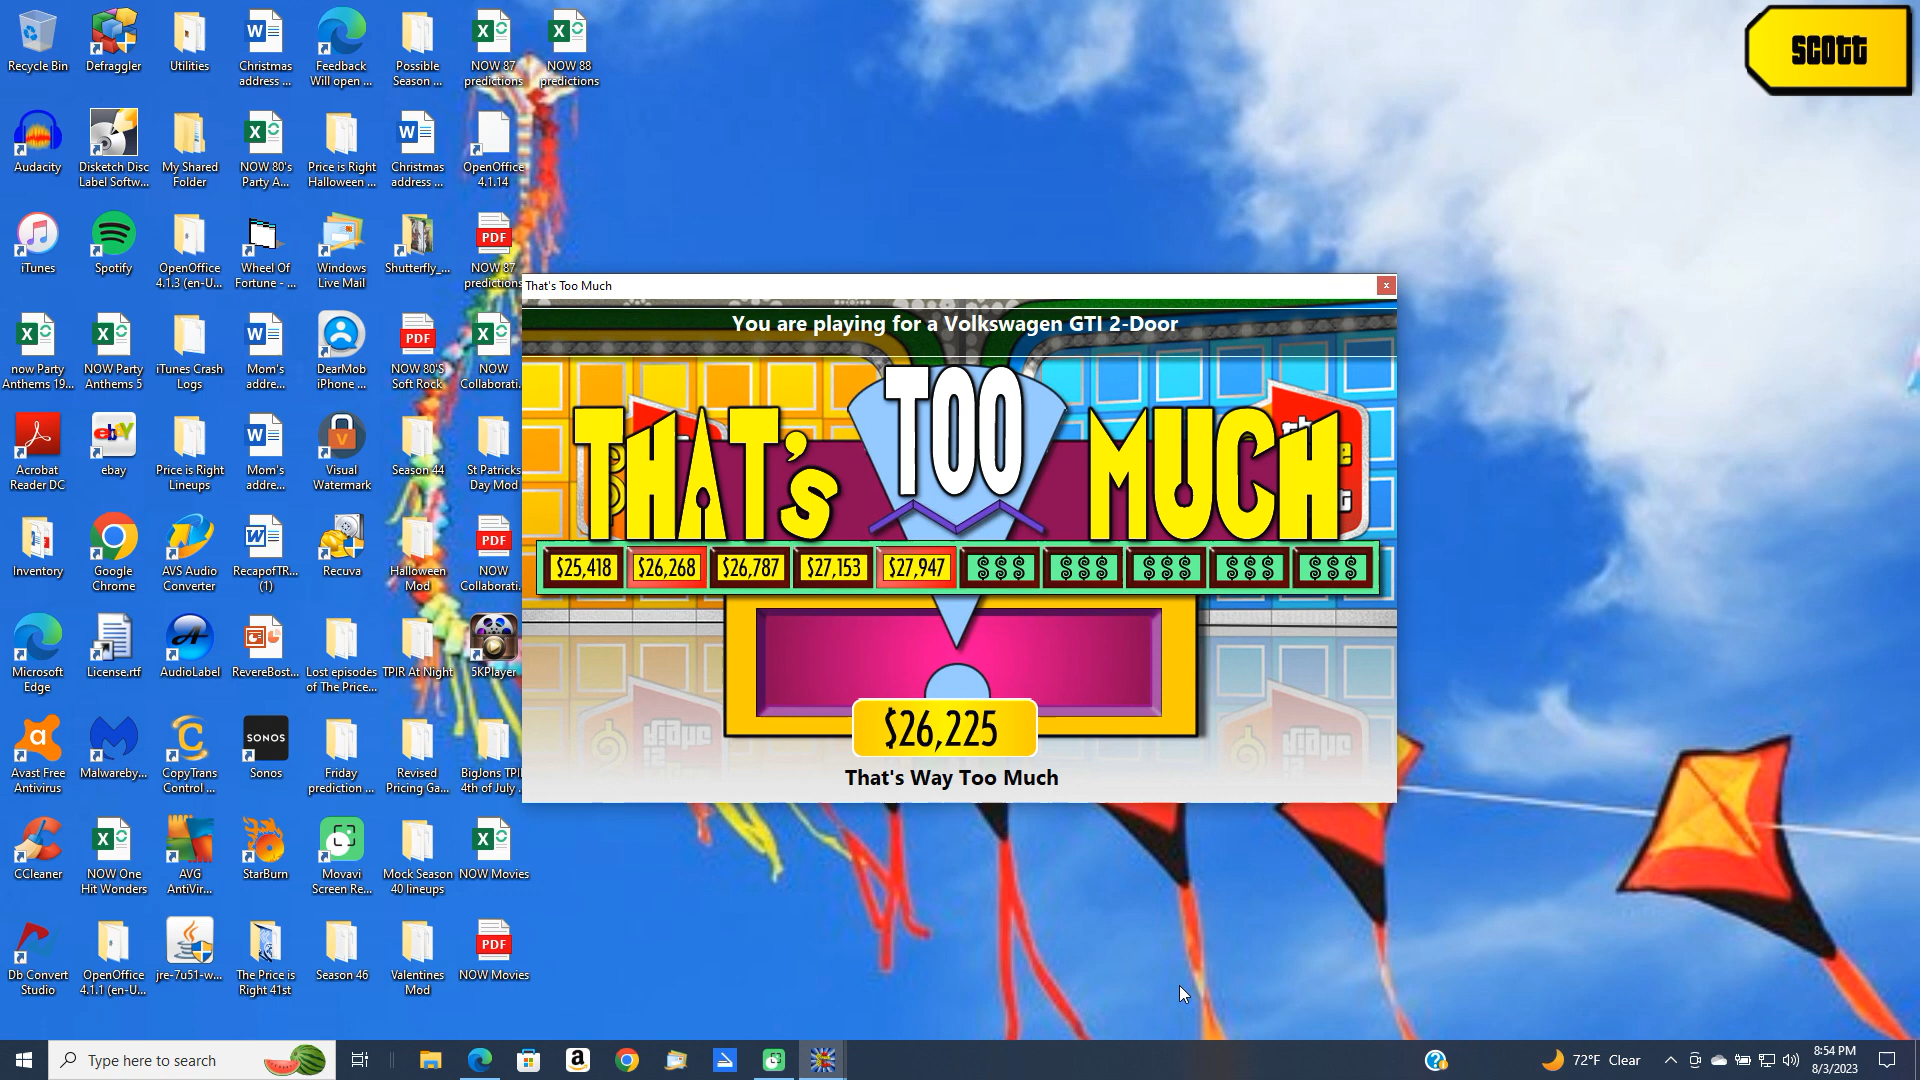 Recycle Bin
Defraggler
Utilities
Christmas
address ...
Feedback
Will open ...
Possible
Season ...
NOW 87
predictions
NOW 88
predictions
SCOTT
Audacity
Disketch Disc
Label Softw...
My Shared
Folder
NOW 80's
Party A...
Price is Right
Halloween ...
Christmas
address ...
OpenOffice
4.1.14
iTunes
Spotify
OpenOffice
4.1.3 (en-U...
Wheel Of
Fortune - ...
Windows
Live Mail
Shutterfly_...
PDF
NOW 87
predictions
That's Too Much
You are playing for a Volkswagen GTI 2-Door
THAT's TOO MUCH
$25,418 $26,268 $26,787 $27,153 $27,947 $$$ $$$ $$$ $$$ $$$
$26,225
That's Way Too Much
now Party
Anthems 19...
NOW Party
Anthems 5
iTunes Crash
Logs
Mom's
addre...
DearMob
iPhone ...
PDF
NOW 80'S
Soft Rock
NOW
Collaborati...
Acrobat
Reader DC
ebay
ebay
Price is Right
Lineups
Mom's
addre...
Visual
Watermark
Season 44
St Patricks
Day Mod
Inventory
Google
Chrome
AVS Audio
Converter
RecapofTR...
(1)
Recuva
Halloween
Mod
PDF
NOW
Collaborati...
Microsoft
Edge
License.rtf
AudioLabel
RevereBost...
Lost episodes
of The Price...
TPIR At Night
5KPlayer
Avast Free
Antivirus
Malwareby...
CopyTrans
Control ...
SONOS
Sonos
Friday
prediction ...
Revised
Pricing Ga...
BigJons TPI
4th of July ...
CCleaner
NOW One
Hit Wonders
AVG
AntiVir...
StarBurn
Movavi
Screen Re...
Mock Season
40 lineups
NOW Movies
Db Convert
Studio
OpenOffice
4.1.1 (en-U...
jre-7u51-w...
The Price is
Right 41st
Season 46
Valentines
Mod
PDF
NOW Movies
Type here to search
72°F Clear
8:54 PM
8/3/2023